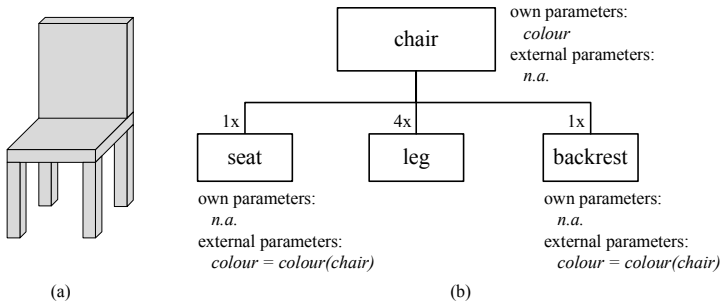 own parameters:
colour
external parameters:
n.a.
chair
1x
4x
1x
seat
leg
backrest
own parameters:
n.a.
external parameters:
colour = colour(chair)
own parameters:
n.a.
external parameters:
colour = colour(chair)
(a)
(b)